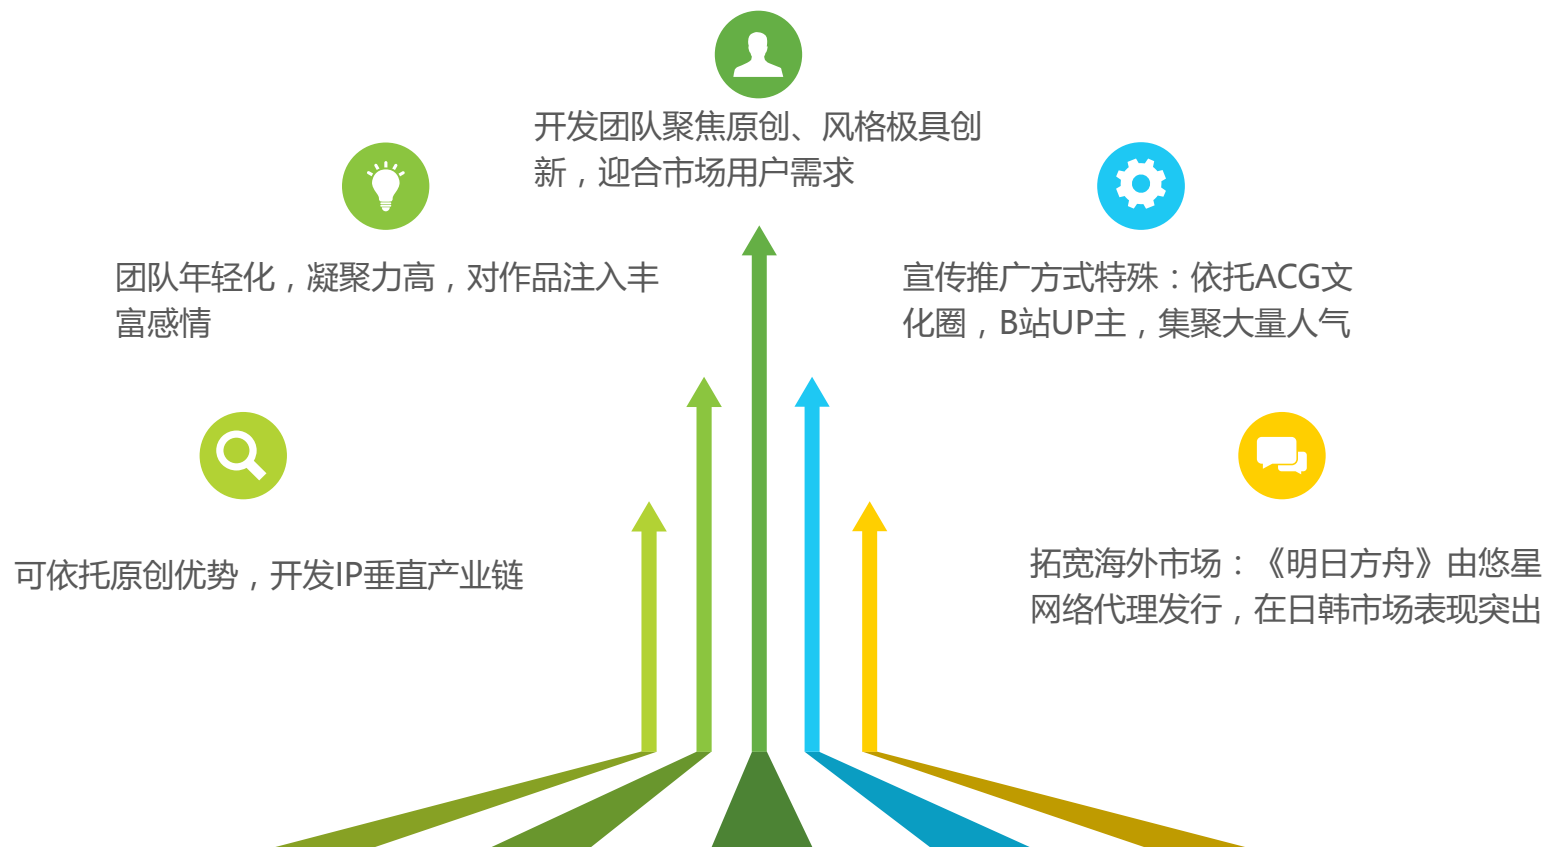 开发团队聚焦原创、风格极具创
新，迎合市场用户需求
团队年轻化，凝聚力高，对作品注入丰
富感情
宣传推广方式特殊：依托ACG文
化圈，B站UP主，集聚大量人气
可依托原创优势，开发IP垂直产业链
拓宽海外市场：《明日方舟》由悠星
网络代理发行，在日韩市场表现突出